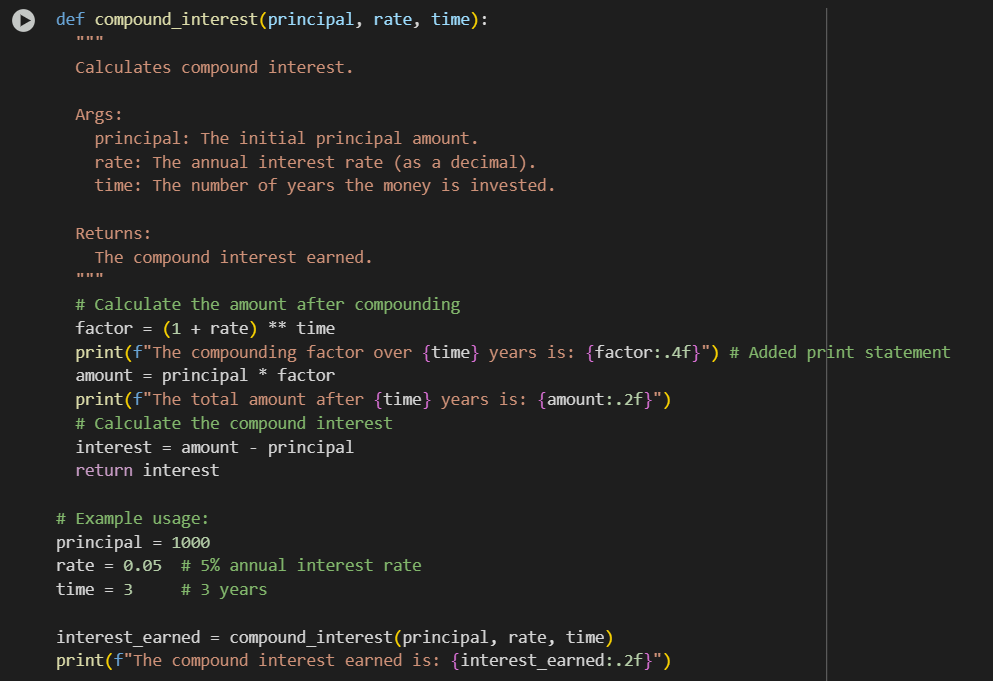 def compound_interest(principal, rate, time):
  """
  Calculates compound interest.

  Args:
    principal: The initial principal amount.
    rate: The annual interest rate (as a decimal).
    time: The number of years the money is invested.

  Returns:
    The compound interest earned.
  """
  # Calculate the amount after compounding
  factor = (1 + rate) ** time
  print(f"The compounding factor over {time} years is: {factor:.4f}") # Added print statement
  amount = principal * factor
  print(f"The total amount after {time} years is: {amount:.2f}")
  # Calculate the compound interest
  interest = amount - principal
  return interest

# Example usage:
principal = 1000
rate = 0.05  # 5% annual interest rate
time = 3     # 3 years

interest_earned = compound_interest(principal, rate, time)
print(f"The compound interest earned is: {interest_earned:.2f}")